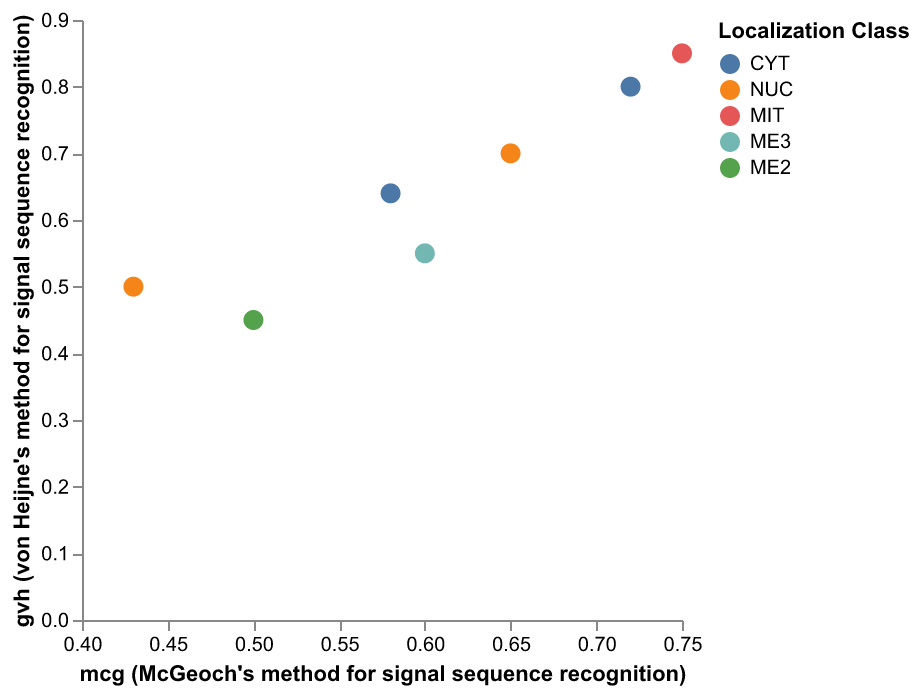 gvh (von Heijne's method for signal sequence recognition)
0.9
0.8
0.7
0.6
0.5
0.4
0.3
0.2
0.1
0.0
0.40 0.45 0.50 0.55 0.60 0.65 0.70 0.75
mcg (McGeoch's method for signal sequence recognition)
Localization Class
CYT
NUC
MIT
ME3
ME2